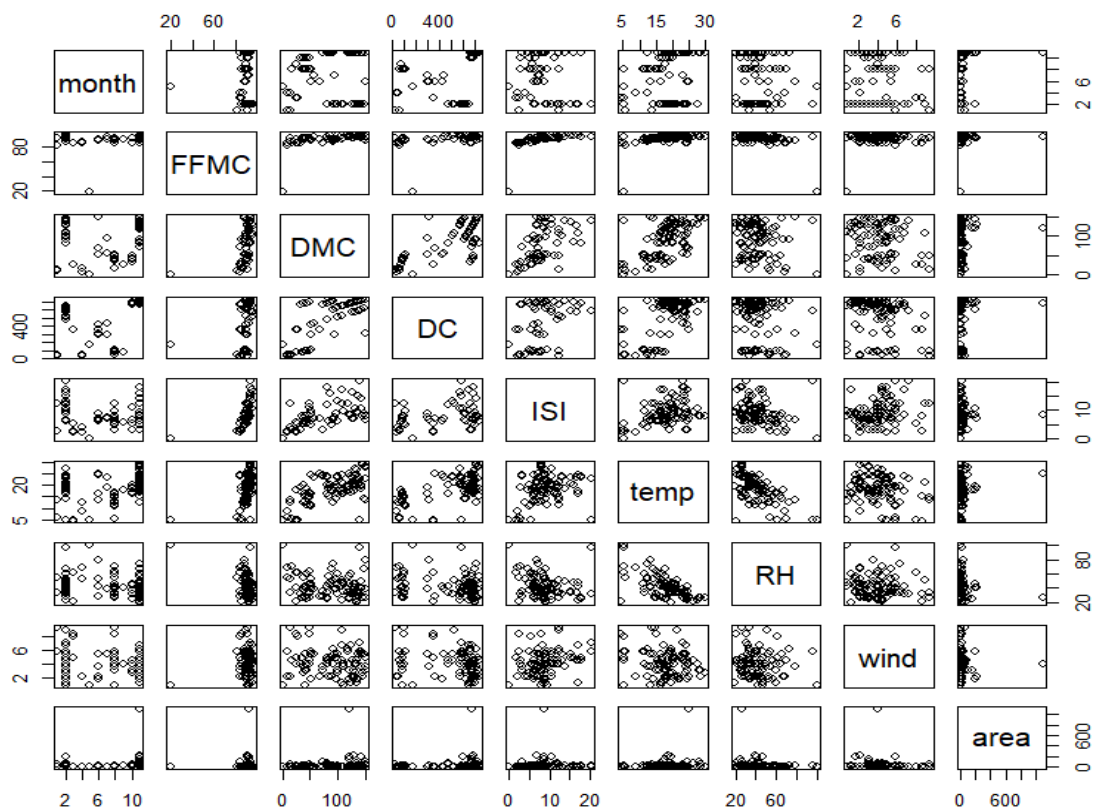 20 60 0 400 5 15 30 2 6
month 2 6
20 80 FFMC
DMC 0 100
0 400 DC
ISI 0 10
5 20 temp
RH 20 80
2 6 wind
area 0 600
2 6 10 0 100 0 10 20 20 60 0 600